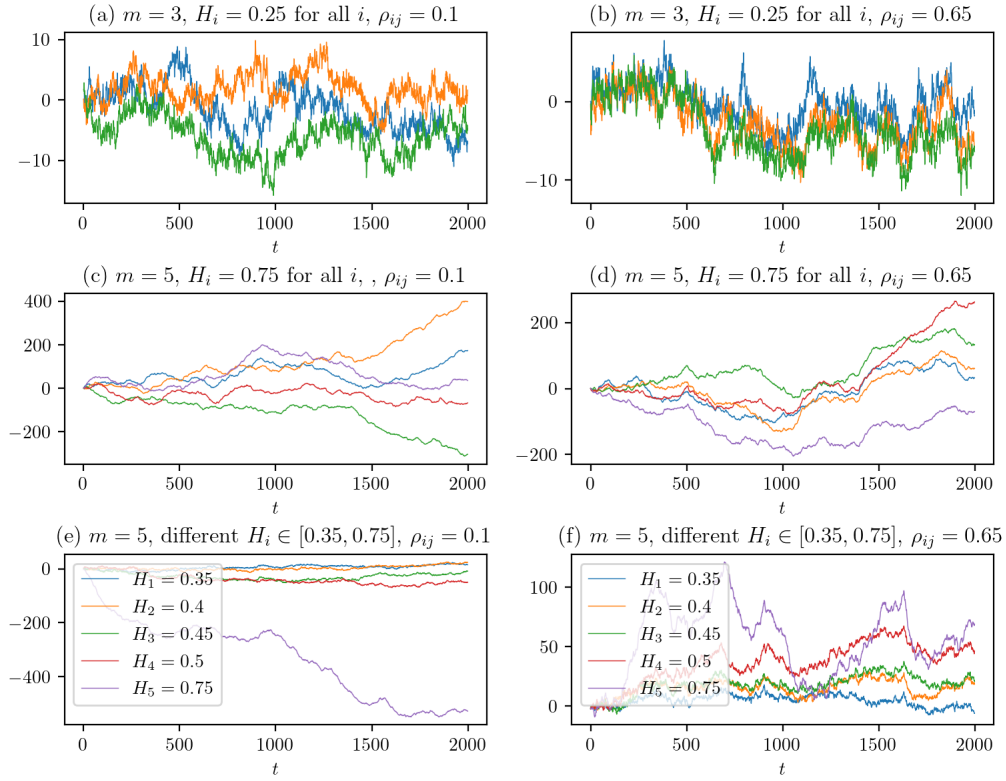 (a) m = 3, H_i = 0.25 for all i, ρ_ij = 0.1
10
0
−10
0 500 1000 1500 2000
t
(b) m = 3, H_i = 0.25 for all i, ρ_ij = 0.65
0
−10
0 500 1000 1500 2000
t
(c) m = 5, H_i = 0.75 for all i, , ρ_ij = 0.1
400
200
0
−200
0 500 1000 1500 2000
t
(d) m = 5, H_i = 0.75 for all i, ρ_ij = 0.65
200
0
−200
0 500 1000 1500 2000
t
(e) m = 5, different H_i ∈ [0.35, 0.75], ρ_ij = 0.1
0
−200
−400
H_1 = 0.35
H_2 = 0.4
H_3 = 0.45
H_4 = 0.5
H_5 = 0.75
0 500 1000 1500 2000
t
(f) m = 5, different H_i ∈ [0.35, 0.75], ρ_ij = 0.65
100
50
0
H_1 = 0.35
H_2 = 0.4
H_3 = 0.45
H_4 = 0.5
H_5 = 0.75
0 500 1000 1500 2000
t